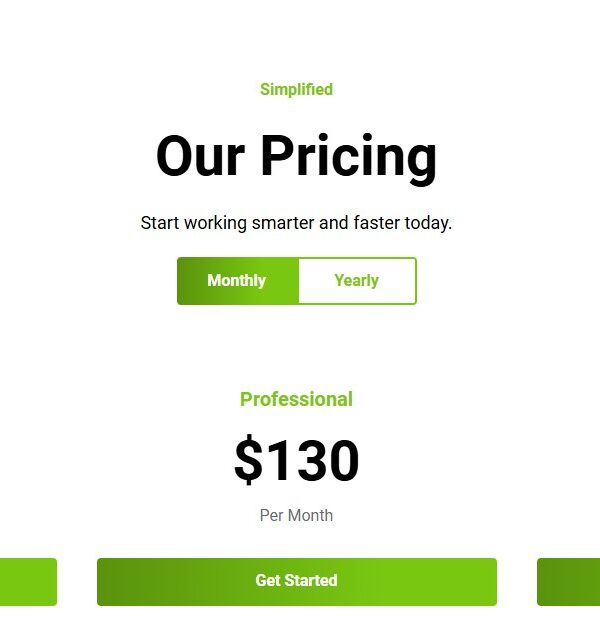 Simplified
Our Pricing
Start working smarter and faster today.
Monthly Yearly
Professional
$130
Per Month
Get Started